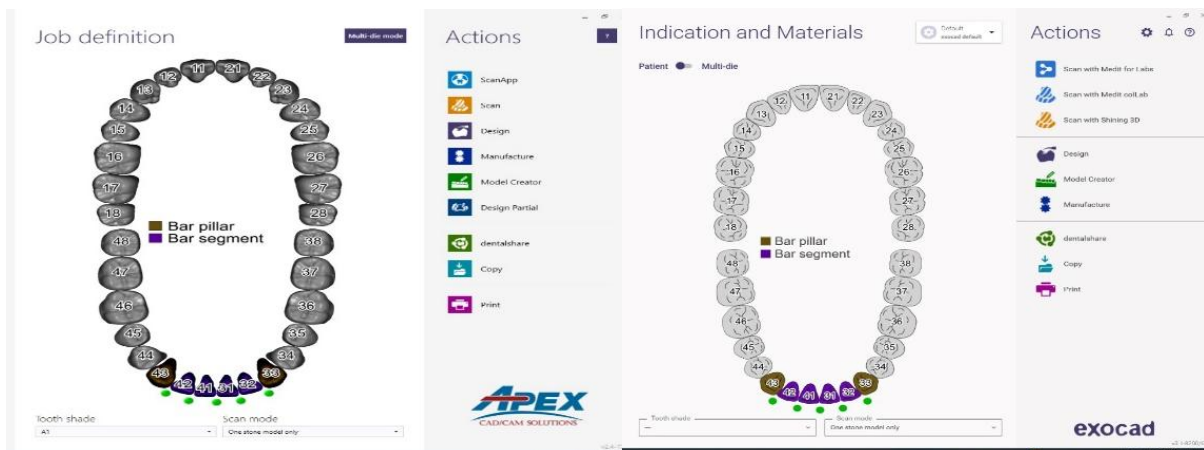 Job definition
Multi-die mode
11 21
12 22
13 23
14 24
15 25
16 26
17 27
18 28
Bar pillar
Bar segment
48 38
47 37
46 36
45 35
44 34
43 33
42 41 31 32
Tooth shade
A1
Scan mode
One stone model only
Actions
?
ScanApp
Scan
Design
Manufacture
Model Creator
Design Partial
dentalshare
Copy
Print
APEX
CAD/CAM SOLUTIONS
Indication and Materials
Default
exocad default
Patient
Multi-die
12 11 21 22
13 23
14 24
15 25
16 26
17 27
18 28
Bar pillar
Bar segment
48 38
47 37
46 36
45 35
44 34
43 33
42 41 31 32
Tooth shade
—
Scan mode
One stone model only
Actions
?
Scan with Medit for Labs
Scan with Medit colLab
Scan with Shining 3D
Design
Model Creator
Manufacture
dentalshare
Copy
Print
exocad